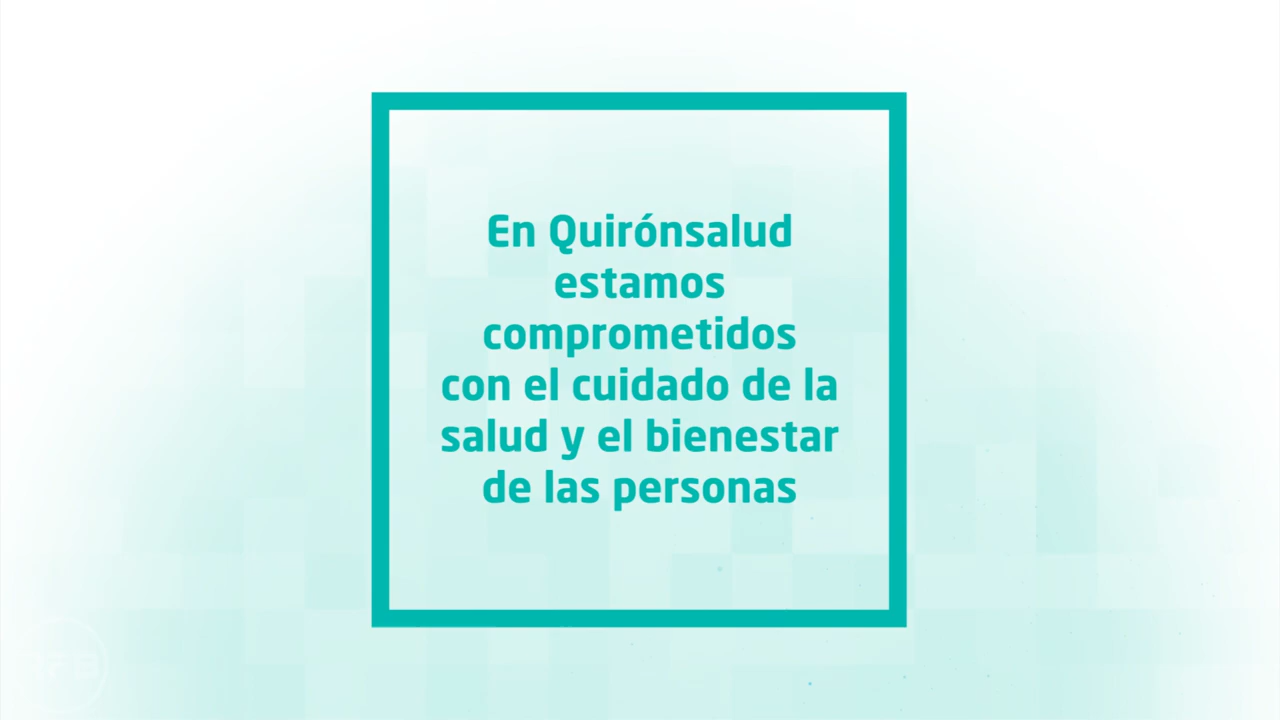 En Quirónsalud
estamos
comprometidos
con el cuidado de la
salud y el bienestar
de las personas